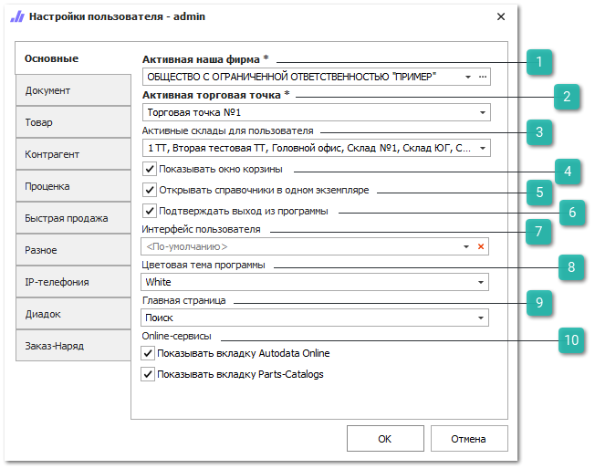 Настройки пользователя - admin
Основные
Документ
Товар
Контрагент
Проценка
Быстрая продажа
Разное
IP-телефония
Диадок
Заказ-Наряд
Активная наша фирма *
1
ОБЩЕСТВО С ОГРАНИЧЕННОЙ ОТВЕТСТВЕННОСТЬЮ "ПРИМЕР"
Активная торговая точка *
2
Торговая точка №1
Активные склады для пользователя
3
1 ТТ, Вторая тестовая ТТ, Головной офис, Склад №1, Склад ЮГ, С...
Показывать окно корзины
4
Открывать справочники в одном экземпляре
5
Подтверждать выход из программы
6
Интерфейс пользователя
7
<По-умолчанию>
Цветовая тема программы
8
White
Главная страница
9
Поиск
Online-сервисы
10
Показывать вкладку Autodata Online
Показывать вкладку Parts-Catalogs
ОК
Отмена